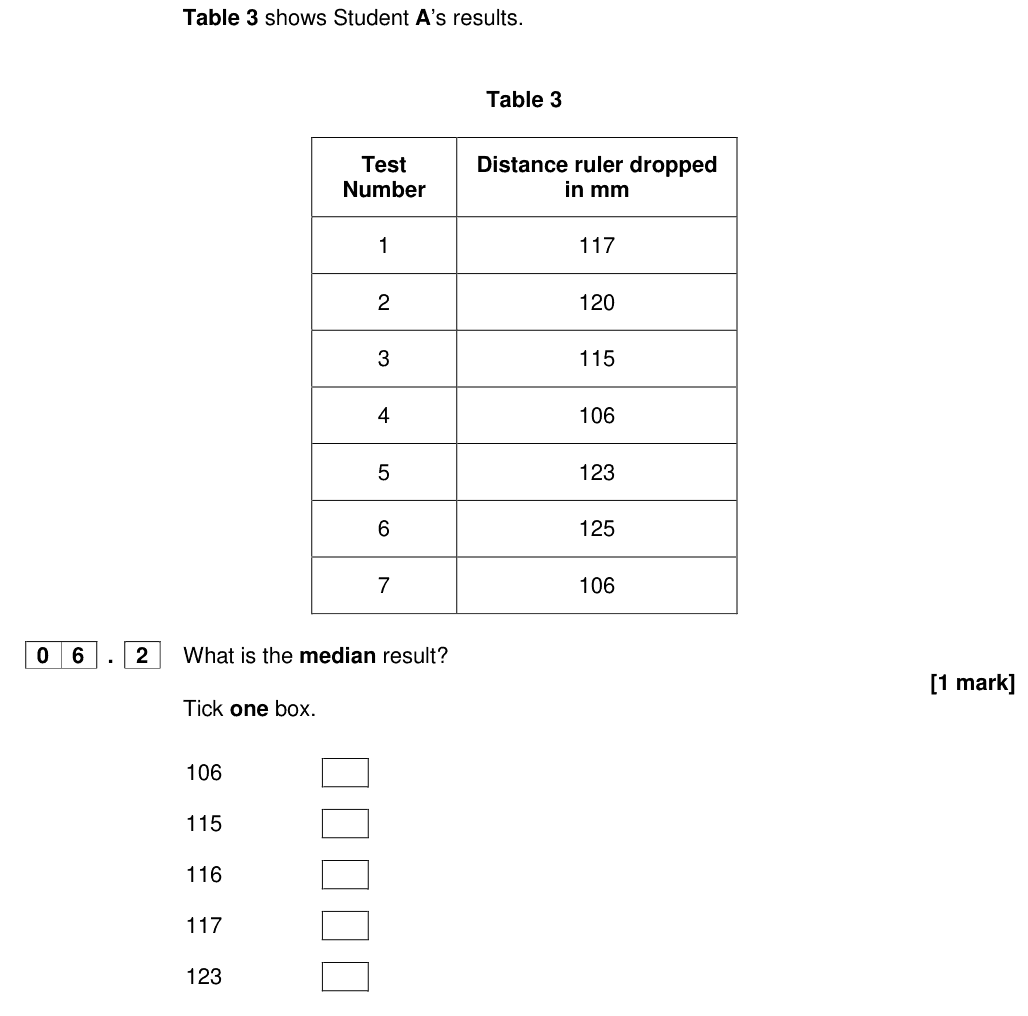 Table 3 shows Student A's results.
Table 3
Test Number Distance ruler dropped in mm
1 117
2 120
3 115
4 106
5 123
6 125
7 106
0 6 . 2 What is the median result?
[1 mark]
Tick one box.
106
115
116
117
123